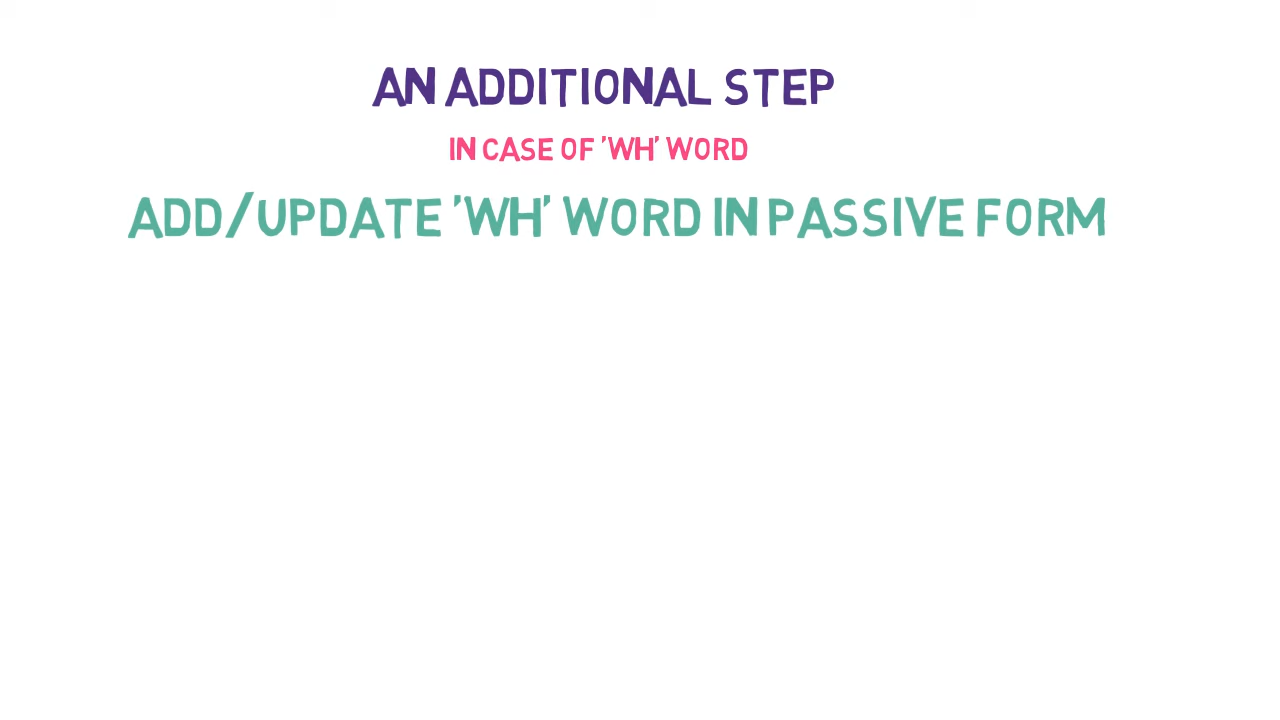 AN ADDITIONAL STEP
IN CASE OF 'WH' WORD
ADD/UPDATE 'WH' WORD IN PASSIVE FORM